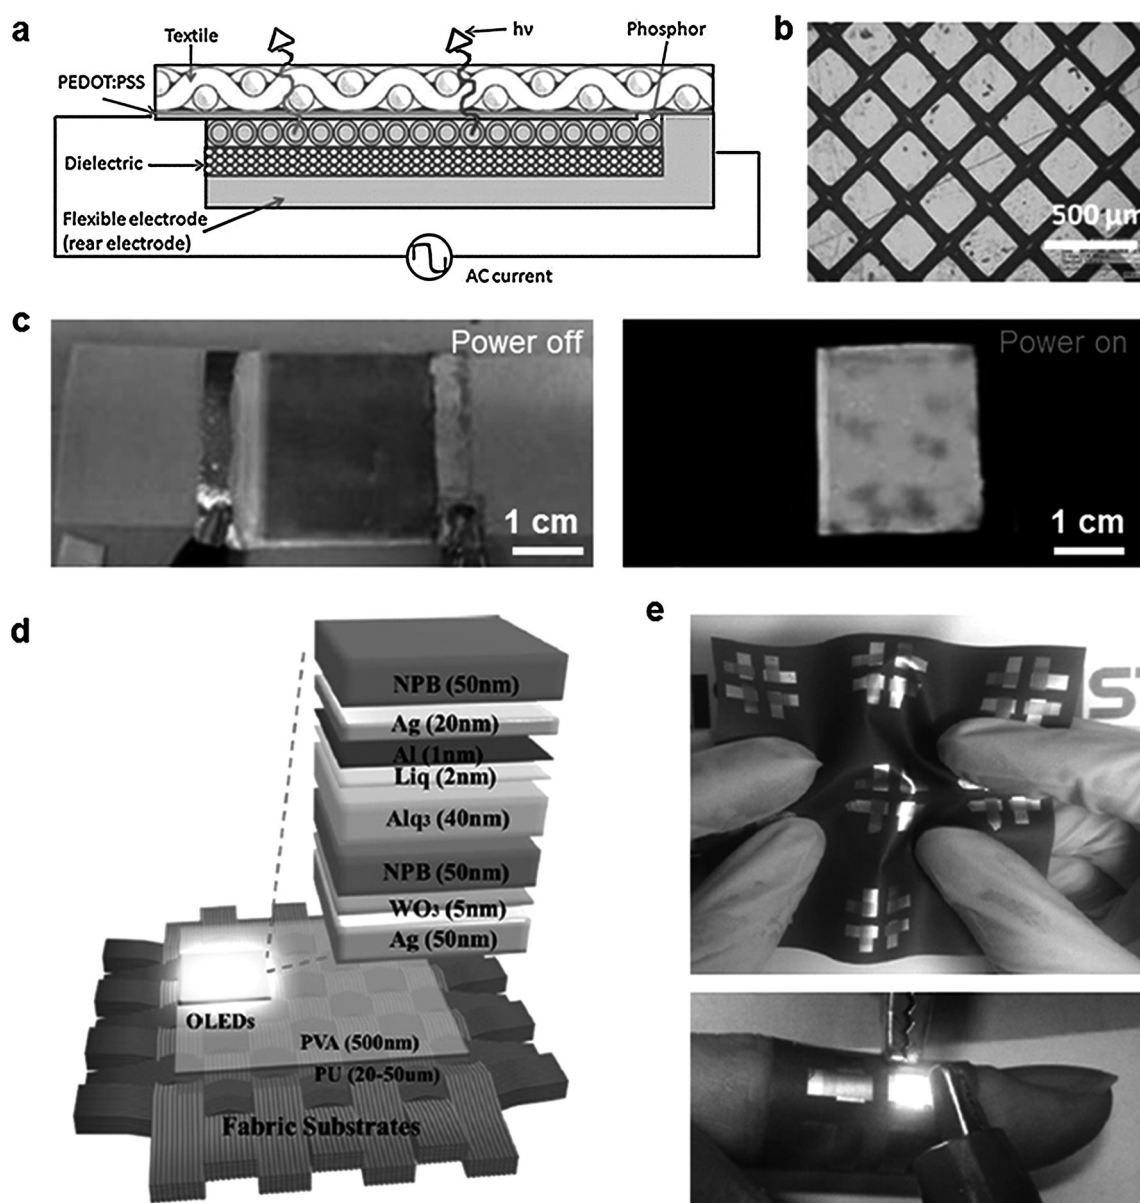 a
Textile
hν
Phosphor
PEDOT:PSS
Dielectric
Flexible electrode
(rear electrode)
AC current
b
500 µm
c
Power off
1 cm
Power on
1 cm
d
NPB (50nm)
Ag (20nm)
Al (1nm)
Liq (2nm)
Alq₃ (40nm)
NPB (50nm)
WO₃ (5nm)
Ag (50nm)
OLEDs
PVA (500nm)
PU (20-50um)
Fabric Substrates
e